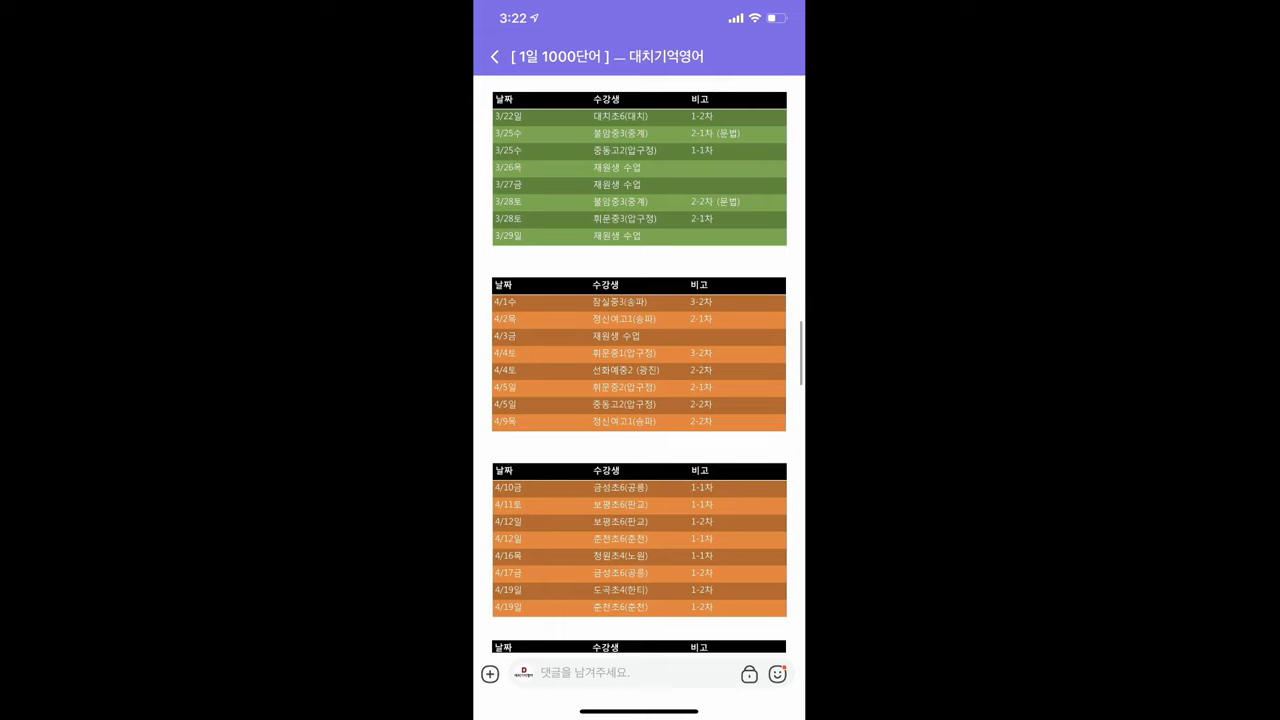 3:22
[ 1일 1000단어 ] — 대치기억영어
날짜 수강생 비고
3/22일 대치초6(대치) 1-2차
3/25수 불암중3(중계) 2-1차 (문법)
3/25수 중동고2(압구정) 1-1차
3/26목 재원생 수업
3/27금 재원생 수업
3/28토 불암중3(중계) 2-2차 (문법)
3/28토 휘문중3(압구정) 2-1차
3/29일 재원생 수업
날짜 수강생 비고
4/1수 잠실중3(송파) 3-2차
4/2목 정신여고1(송파) 2-1차
4/3금 재원생 수업
4/4토 휘문중1(압구정) 3-2차
4/4토 선화예중2 (광진) 2-2차
4/5일 휘문중2(압구정) 2-1차
4/5일 중동고2(압구정) 2-2차
4/9목 정신여고1(송파) 2-2차
날짜 수강생 비고
4/10금 금성초6(공릉) 1-1차
4/11토 보평초6(판교) 1-1차
4/12일 보평초6(판교) 1-2차
4/12일 춘천초6(춘천) 1-1차
4/16목 청원초4(노원) 1-1차
4/17금 금성초6(공릉) 1-2차
4/19일 도곡초4(한티) 1-2차
4/19일 춘천초6(춘천) 1-2차
날짜 수강생 비고
D
대치기억영어
댓글을 남겨주세요.